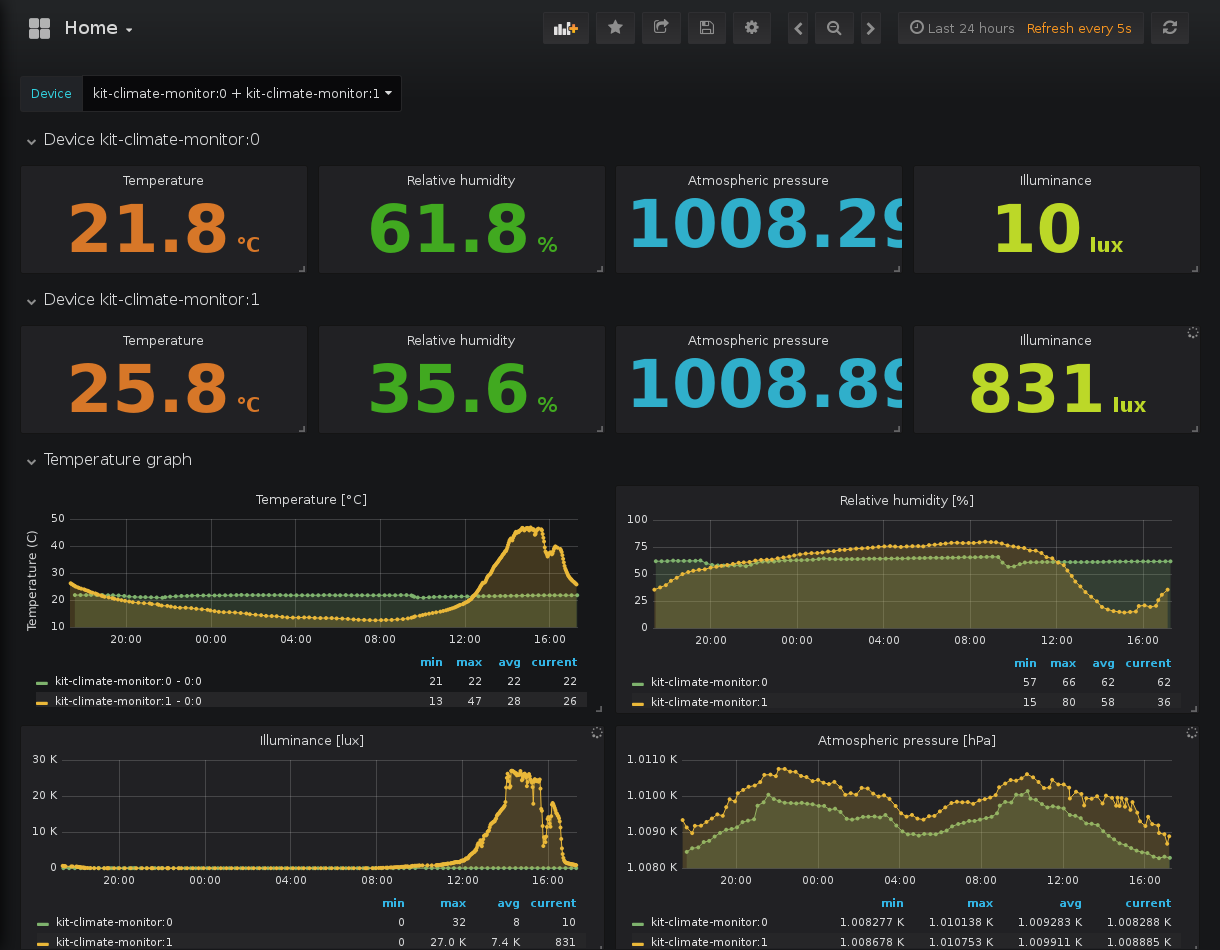 Home
Last 24 hours Refresh every 5s
Device kit-climate-monitor:0 + kit-climate-monitor:1
Device kit-climate-monitor:0
Temperature Relative humidity Atmospheric pressure Illuminance
21.8 °C 61.8 % 1008.29 10 lux
Device kit-climate-monitor:1
Temperature Relative humidity Atmospheric pressure Illuminance
25.8 °C 35.6 % 1008.89 831 lux
Temperature graph
Temperature [°C]
Temperature (C)
50
40
30
20
10
20:00 00:00 04:00 08:00 12:00 16:00
min max avg current
kit-climate-monitor:0 - 0:0 21 22 22 22
kit-climate-monitor:1 - 0:0 13 47 28 26
Relative humidity [%]
100
75
50
25
0
20:00 00:00 04:00 08:00 12:00 16:00
min max avg current
kit-climate-monitor:0 57 66 62 62
kit-climate-monitor:1 15 80 58 36
Illuminance [lux]
30 K
20 K
10 K
0
20:00 00:00 04:00 08:00 12:00 16:00
min max avg current
kit-climate-monitor:0 0 32 8 10
kit-climate-monitor:1 0 27.0 K 7.4 K 831
Atmospheric pressure [hPa]
1.0110 K
1.0100 K
1.0090 K
1.0080 K
20:00 00:00 04:00 08:00 12:00 16:00
min max avg current
kit-climate-monitor:0 1.008277 K 1.010138 K 1.009283 K 1.008288 K
kit-climate-monitor:1 1.008678 K 1.010753 K 1.009911 K 1.008885 K